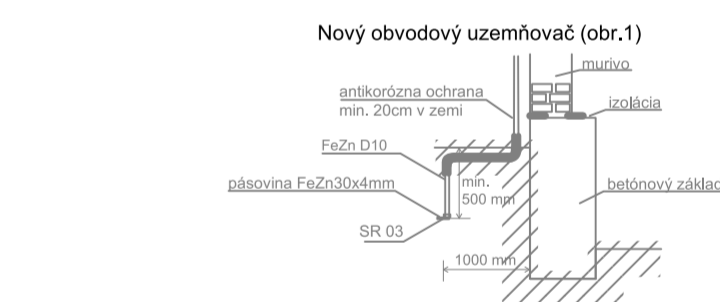 Nový obvodový uzemňovač (obr.1)
murivo
antikorózna ochrana
min. 20cm v zemi
izolácia
FeZn D10
pásovina FeZn30x4mm
min.
500 mm
betónový základ
SR 03
1000 mm